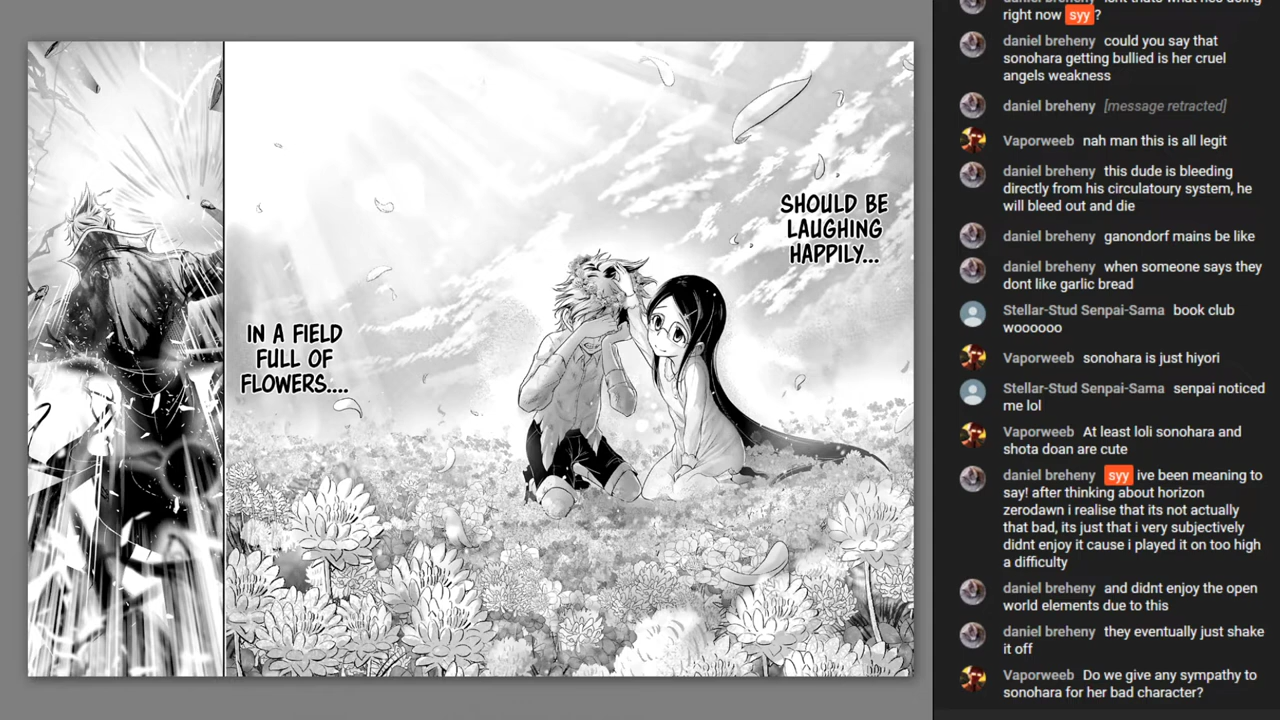 SHOULD BE
LAUGHING
HAPPILY...
IN A FIELD
FULL OF
FLOWERS....
right now syy?
daniel breheny could you say that
sonohara getting bullied is her cruel
angels weakness
daniel breheny [message retracted]
Vaporweeb nah man this is all legit
daniel breheny this dude is bleeding
directly from his circulatoury system, he
will bleed out and die
daniel breheny ganondorf mains be like
daniel breheny when someone says they
dont like garlic bread
Stellar-Stud Senpai-Sama book club
woooooo
Vaporweeb sonohara is just hiyori
Stellar-Stud Senpai-Sama senpai noticed
me lol
Vaporweeb At least loli sonohara and
shota doan are cute
daniel breheny syy ive been meaning to
say! after thinking about horizon
zerodawn i realise that its not actually
that bad, its just that i very subjectively
didnt enjoy it cause i played it on too high
a difficulty
daniel breheny and didnt enjoy the open
world elements due to this
daniel breheny they eventually just shake
it off
Vaporweeb Do we give any sympathy to
sonohara for her bad character?